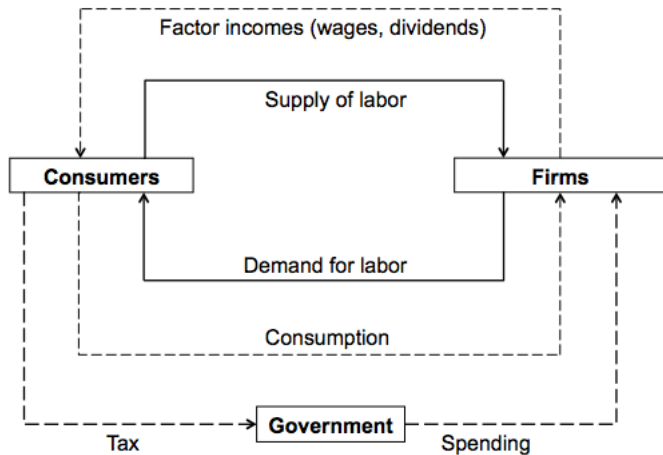 Factor incomes (wages, dividends)
Supply of labor
Consumers
Firms
Demand for labor
Consumption
Government
Tax
Spending